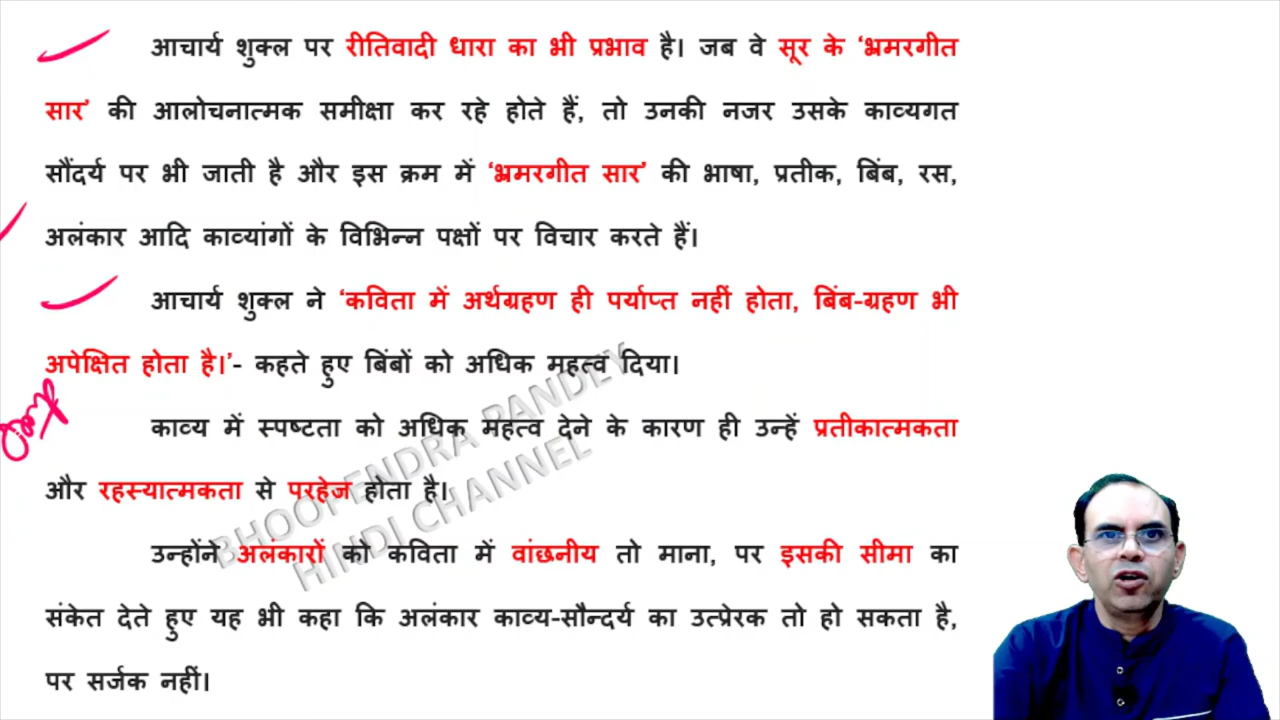 आचार्य शुक्ल पर रीतिवादी धारा का भी प्रभाव है। जब वे सूर के ‘भ्रमरगीत
सार’ की आलोचनात्मक समीक्षा कर रहे होते हैं, तो उनकी नजर उसके काव्यगत
सौंदर्य पर भी जाती है और इस क्रम में ‘भ्रमरगीत सार’ की भाषा, प्रतीक, बिंब, रस,
अलंकार आदि काव्यांगों के विभिन्न पक्षों पर विचार करते हैं।
आचार्य शुक्ल ने ‘कविता में अर्थग्रहण ही पर्याप्त नहीं होता, बिंब-ग्रहण भी
अपेक्षित होता है।’- कहते हुए बिंबों को अधिक महत्व दिया।
काव्य में स्पष्टता को अधिक महत्व देने के कारण ही उन्हें प्रतीकात्मकता
और रहस्यात्मकता से परहेज होता है।
उन्होंने अलंकारों को कविता में वांछनीय तो माना, पर इसकी सीमा का
संकेत देते हुए यह भी कहा कि अलंकार काव्य-सौन्दर्य का उत्प्रेरक तो हो सकता है,
पर सर्जक नहीं।
BHOOPENDRA PANDEY
HINDI CHANNEL